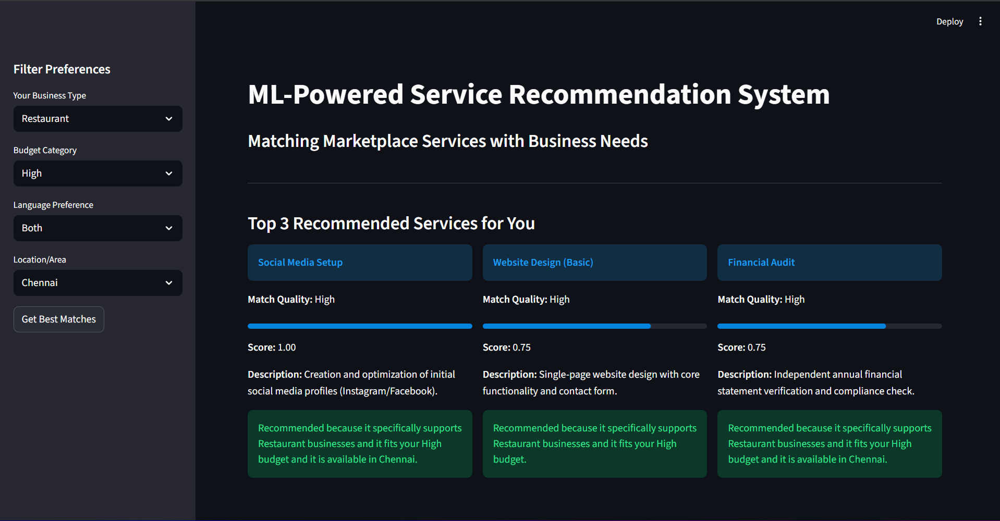 Deploy
Filter Preferences
Your Business Type
Restaurant
Budget Category
High
Language Preference
Both
Location/Area
Chennai
Get Best Matches
ML-Powered Service Recommendation System
Matching Marketplace Services with Business Needs
Top 3 Recommended Services for You
Social Media Setup
Match Quality: High
Score: 1.00
Description: Creation and optimization of initial
social media profiles (Instagram/Facebook).
Recommended because it specifically supports
Restaurant businesses and it fits your High
budget and it is available in Chennai.
Website Design (Basic)
Match Quality: High
Score: 0.75
Description: Single-page website design with core
functionality and contact form.
Recommended because it specifically supports
Restaurant businesses and it fits your High
budget.
Financial Audit
Match Quality: High
Score: 0.75
Description: Independent annual financial
statement verification and compliance check.
Recommended because it specifically supports
Restaurant businesses and it fits your High
budget and it is available in Chennai.